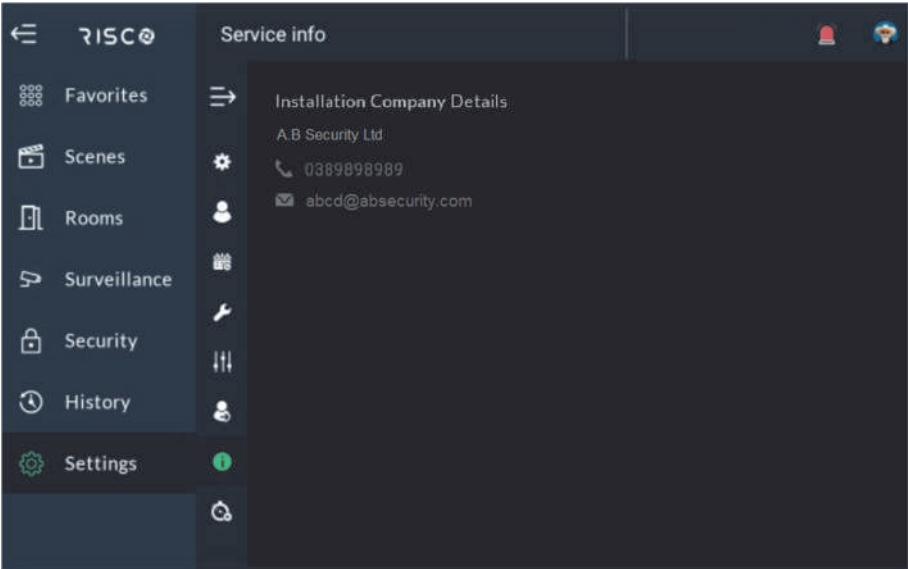 RISCO
Service info
Favorites
Scenes
Rooms
Surveillance
Security
History
Settings
Installation Company Details
A.B Security Ltd
0389898989
abcd@absecurity.com